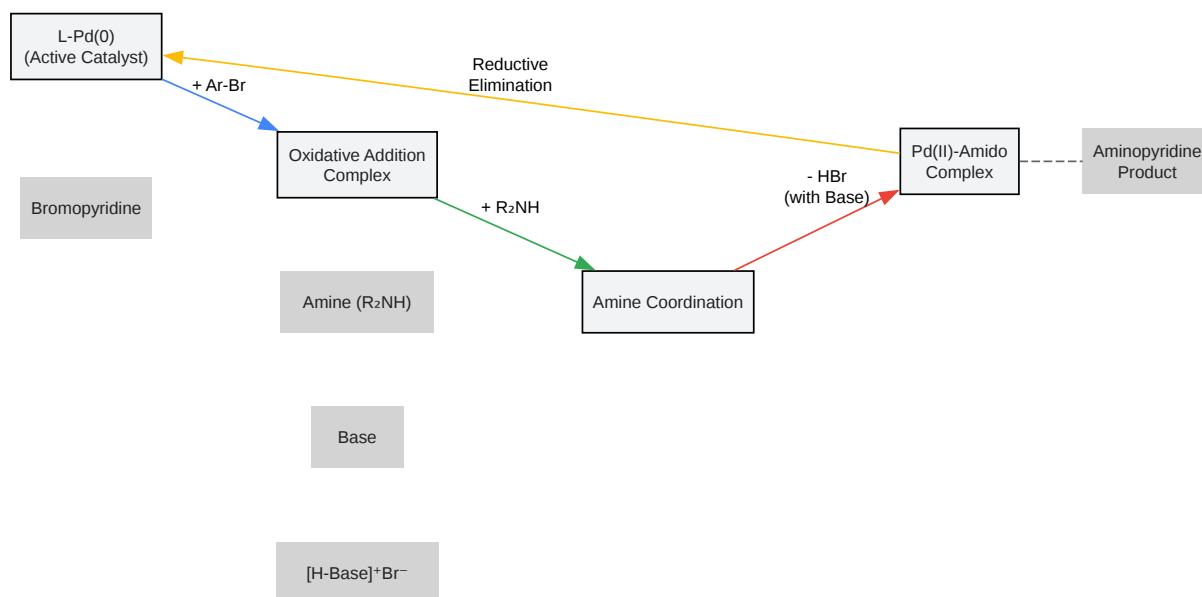 L-Pd(0)
(Active Catalyst)
+ Ar-Br
Reductive
Elimination
Oxidative Addition
Complex
Pd(II)-Amido
Complex
Aminopyridine
Product
- HBr
(with Base)
Bromopyridine
+ R₂NH
Amine (R₂NH)
Amine Coordination
Base
[H-Base]⁺Br⁻